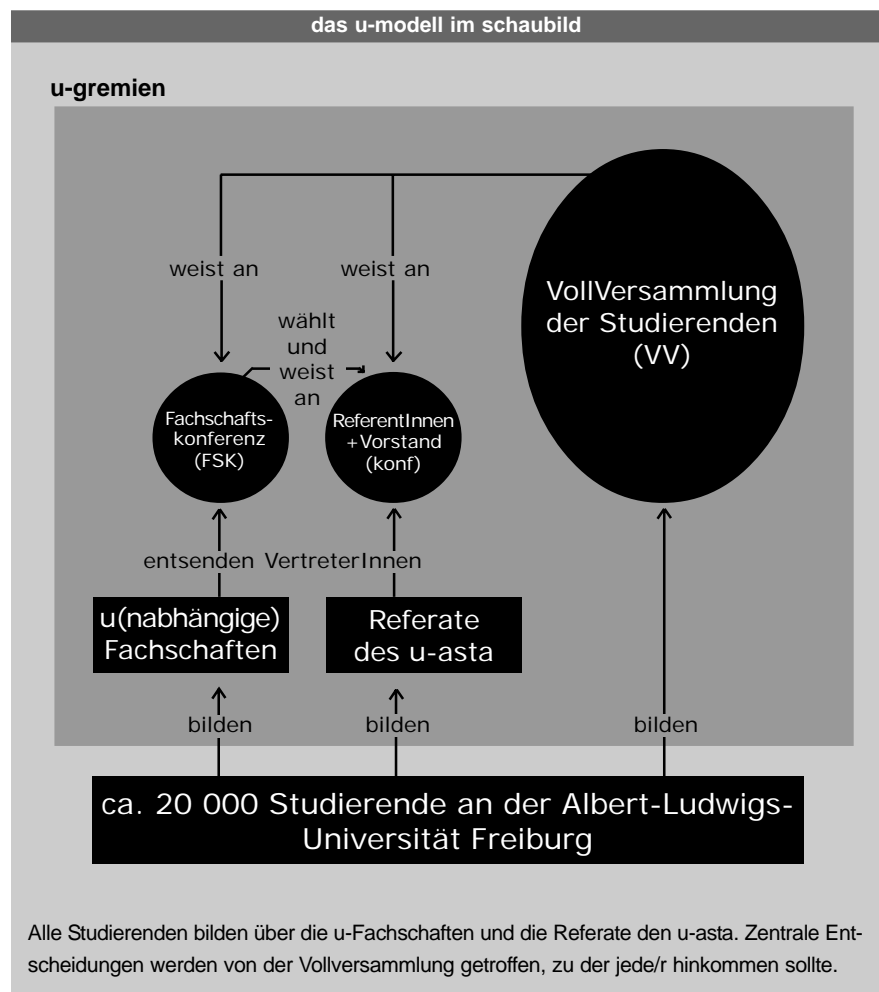 das u-modell im schaubild
u-gremien
weist an
weist an
VollVersammlung
der Studierenden
(VV)
wählt
und
weist
an
Fachschafts-
konferenz
(FSK)
ReferentInnen
+Vorstand
(konf)
entsenden VertreterInnen
u(nabhängige)
Fachschaften
Referate
des u-asta
bilden
bilden
bilden
ca. 20 000 Studierende an der Albert-Ludwigs-
Universität Freiburg
Alle Studierenden bilden über die u-Fachschaften und die Referate den u-asta. Zentrale Ent-
scheidungen werden von der Vollversammlung getroffen, zu der jede/r hinkommen sollte.